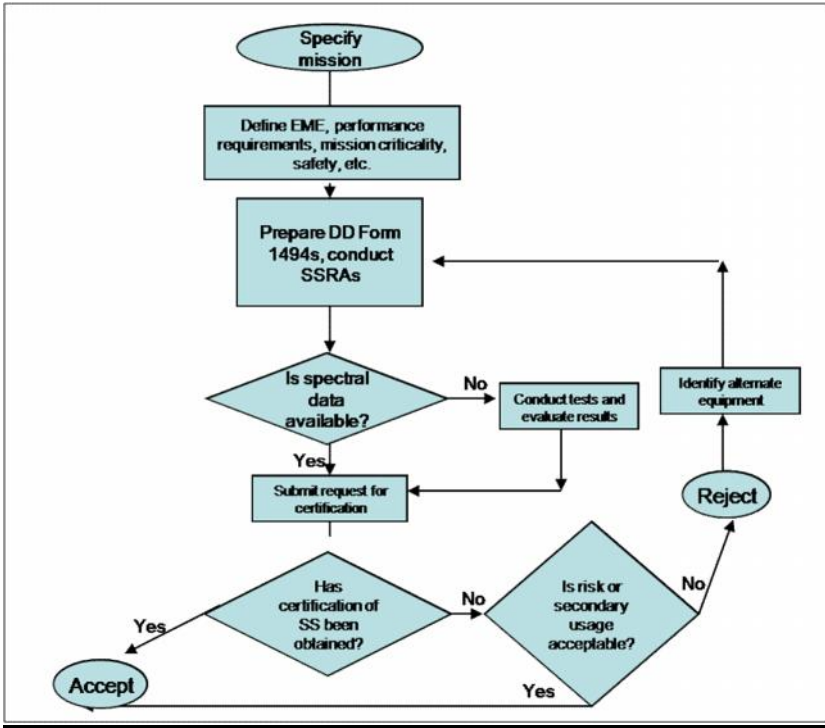 Specify
mission
Define EME, performance
requirements, mission criticality,
safety, etc.
Prepare DD Form
1494s, conduct
SSRAs
Is spectral
data
available?
No
Conduct tests and
evaluate results
Identify alternate
equipment
Yes
Submit request for
certification
Reject
Has
certification of
SS been
obtained?
No
Is risk or
secondary
usage
acceptable?
No
Yes
Accept
Yes